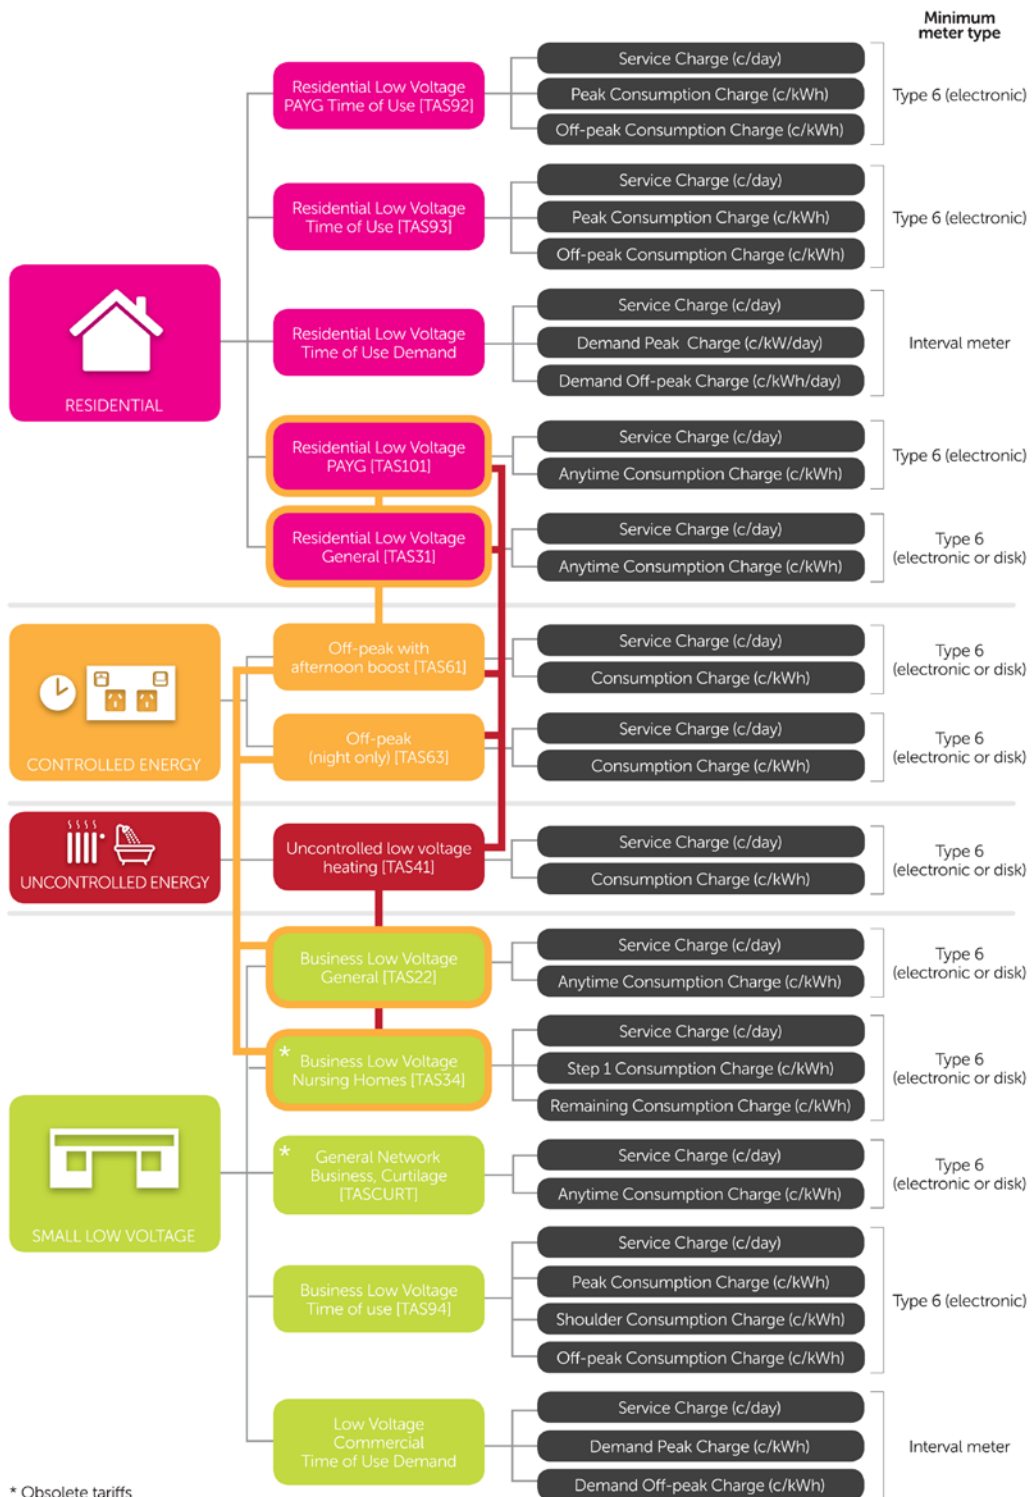 Minimum
meter type
Residential Low Voltage
PAYG Time of Use [TAS92]
Service Charge (c/day)
Peak Consumption Charge (c/kWh)
Off-peak Consumption Charge (c/kWh)
Type 6 (electronic)
Residential Low Voltage
Time of Use [TAS93]
Service Charge (c/day)
Peak Consumption Charge (c/kWh)
Off-peak Consumption Charge (c/kWh)
Type 6 (electronic)
RESIDENTIAL
Residential Low Voltage
Time of Use Demand
Service Charge (c/day)
Demand Peak Charge (c/kW/day)
Demand Off-peak Charge (c/kWh/day)
Interval meter
Residential Low Voltage
PAYG [TAS101]
Service Charge (c/day)
Anytime Consumption Charge (c/kWh)
Type 6 (electronic)
Residential Low Voltage
General [TAS31]
Service Charge (c/day)
Anytime Consumption Charge (c/kWh)
Type 6
(electronic or disk)
CONTROLLED ENERGY
Off-peak with
afternoon boost [TAS61]
Service Charge (c/day)
Consumption Charge (c/kWh)
Type 6
(electronic or disk)
Off-peak
(night only) [TAS63]
Service Charge (c/day)
Consumption Charge (c/kWh)
Type 6
(electronic or disk)
UNCONTROLLED ENERGY
Uncontrolled low voltage
heating [TAS41]
Service Charge (c/day)
Consumption Charge (c/kWh)
Type 6
(electronic or disk)
SMALL LOW VOLTAGE
Business Low Voltage
General [TAS22]
Service Charge (c/day)
Anytime Consumption Charge (c/kWh)
Type 6
(electronic or disk)
* Business Low Voltage
Nursing Homes [TAS34]
Service Charge (c/day)
Step 1 Consumption Charge (c/kWh)
Remaining Consumption Charge (c/kWh)
Type 6
(electronic or disk)
* General Network
Business, Curtilage
[TASCURT]
Service Charge (c/day)
Anytime Consumption Charge (c/kWh)
Type 6
(electronic or disk)
Business Low Voltage
Time of use [TAS94]
Service Charge (c/day)
Peak Consumption Charge (c/kWh)
Shoulder Consumption Charge (c/kWh)
Off-peak Consumption Charge (c/kWh)
Type 6 (electronic)
Low Voltage
Commercial
Time of Use Demand
Service Charge (c/day)
Demand Peak Charge (c/kWh)
Demand Off-peak Charge (c/kWh)
Interval meter
* Obsolete tariffs